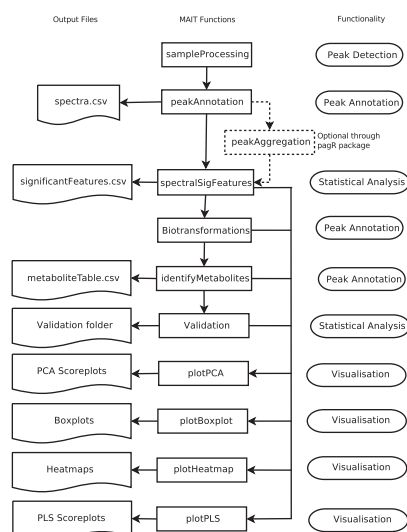 Output Files MAIT Functions Functionality
sampleProcessing Peak Detection
spectra.csv peakAnnotation Peak Annotation
peakAggregation Optional through
pagR package
significantFeatures.csv spectralSigFeatures Statistical Analysis
Biotransformations Peak Annotation
metaboliteTable.csv identifyMetabolites Peak Annotation
Validation folder Validation Statistical Analysis
PCA Scoreplots plotPCA Visualisation
Boxplots plotBoxplot Visualisation
Heatmaps plotHeatmap Visualisation
PLS Scoreplots plotPLS Visualisation